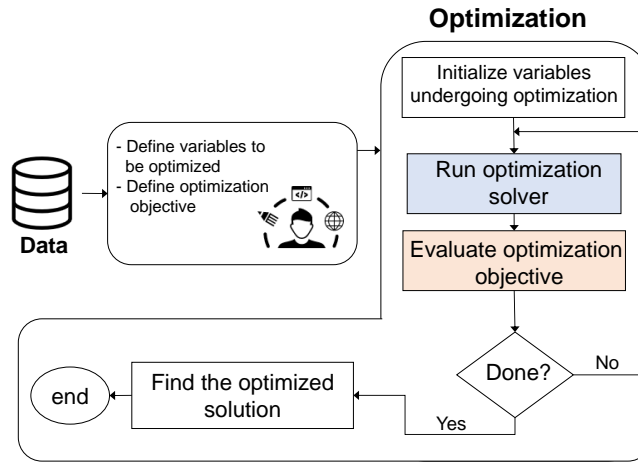 Optimization
Initialize variables
undergoing optimization
- Define variables to
be optimized
- Define optimization
objective
</>
Data
Run optimization
solver
Evaluate optimization
objective
Done?
No
Yes
Find the optimized
solution
end